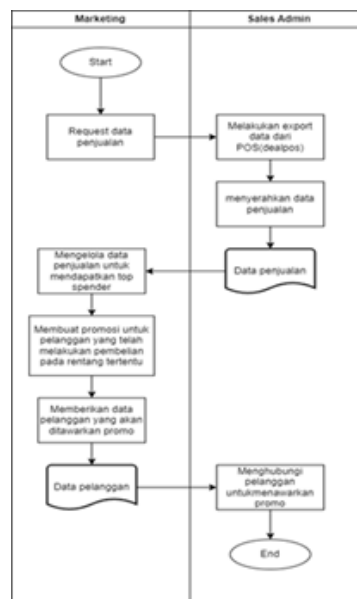 Marketing
Sales Admin
Start
Request data
penjualan
Melakukan export
data dari
POS(dealpos)
menyerahkan data
penjualan
Data penjualan
Mengelola data
penjualan untuk
mendapatkan top
spender
Membuat promosi untuk
pelanggan yang telah
melakukan pembelian
pada rentang tertentu
Memberikan data
pelanggan yang akan
ditawarkan promo
Data pelanggan
Menghubungi
pelanggan
untukmenawarkan
promo
End